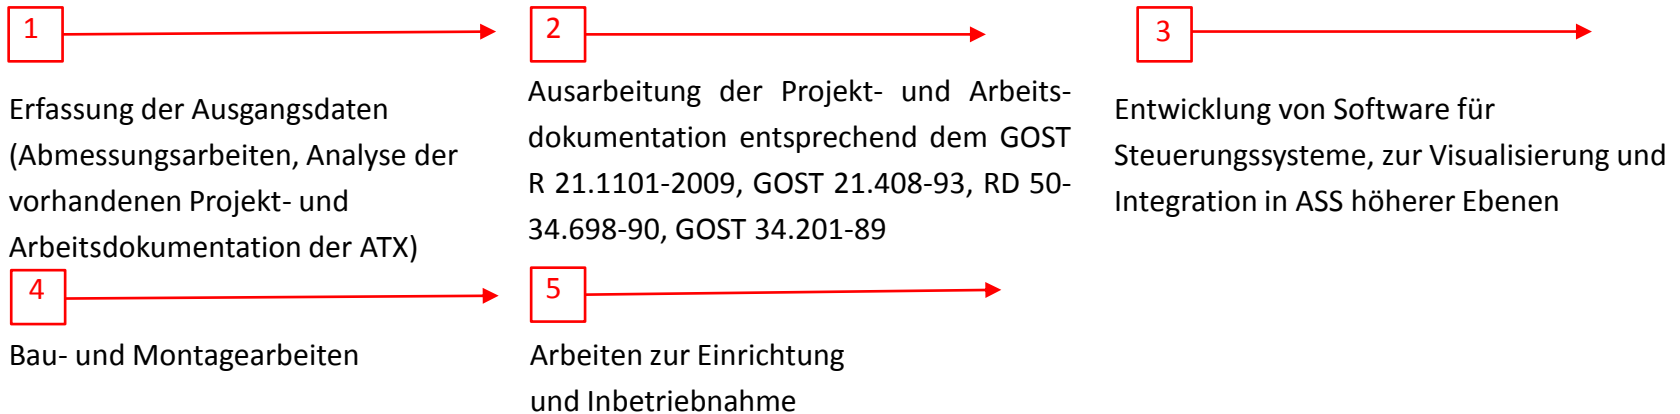 1
Erfassung der Ausgangsdaten
(Abmessungsarbeiten, Analyse der
vorhandenen Projekt- und
Arbeitsdokumentation der ATX)
2
Ausarbeitung der Projekt- und Arbeits-
dokumentation entsprechend dem GOST
R 21.1101-2009, GOST 21.408-93, RD 50-
34.698-90, GOST 34.201-89
3
Entwicklung von Software für
Steuerungssysteme, zur Visualisierung und
Integration in ASS höherer Ebenen
4
Bau- und Montagearbeiten
5
Arbeiten zur Einrichtung
und Inbetriebnahme